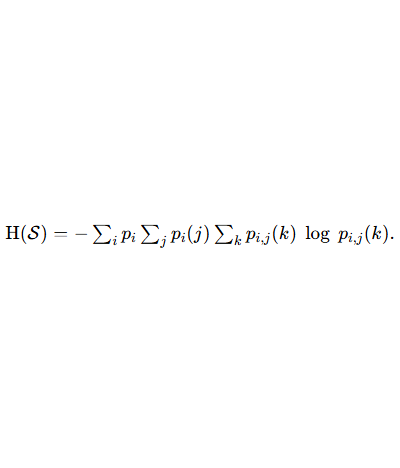 H(𝒮) = − ∑ᵢ pᵢ ∑ⱼ pᵢ(j) ∑ₖ pᵢ,ⱼ(k) log pᵢ,ⱼ(k).